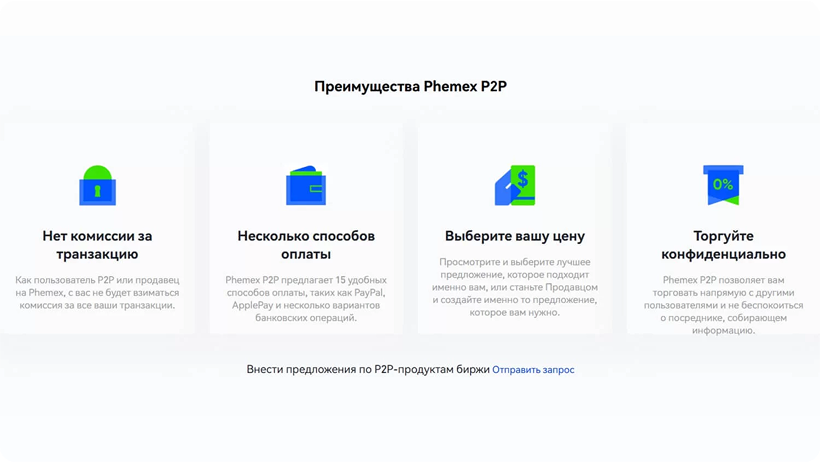 Преимущества Phemex P2P
Нет комиссии за
транзакцию
Как пользователь P2P или продавец
на Phemex, с вас не будет взиматься
комиссия за все ваши транзакции.
Несколько способов
оплаты
Phemex P2P предлагает 15 удобных
способов оплаты, таких как PayPal,
ApplePay и несколько вариантов
банковских операций.
$
Выберите вашу цену
Просмотрите и выберите лучшее
предложение, которое подходит
именно вам, или станьте Продавцом
и создайте именно то предложение,
которое вам нужно.
0%
Торгуйте
конфиденциально
Phemex P2P позволяет вам
торговать напрямую с другими
пользователями и не беспокоиться
о посреднике, собирающем
информацию.
Внести предложения по P2P-продуктам биржи Отправить запрос